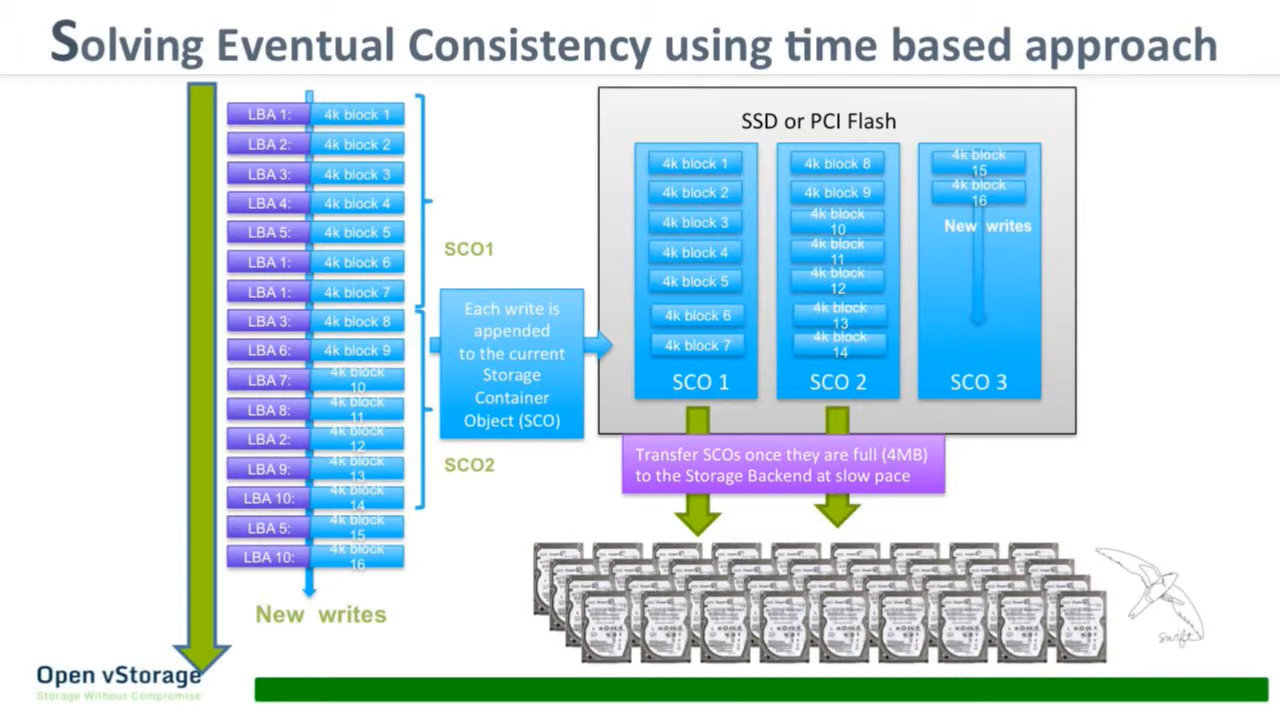 Solving Eventual Consistency using time based approach
LBA 1: 4k block 1
LBA 2: 4k block 2
LBA 3: 4k block 3
LBA 4: 4k block 4
LBA 5: 4k block 5
LBA 1: 4k block 6
LBA 1: 4k block 7
LBA 3: 4k block 8
LBA 6: 4k block 9
LBA 7: 4k block 10
LBA 8: 4k block 11
LBA 2: 4k block 12
LBA 9: 4k block 13
LBA 10: 4k block 14
LBA 5: 4k block 15
LBA 10: 4k block 16
New writes
SCO1
SCO2
Each write is
appended
to the current
Storage
Container
Object (SCO)
SSD or PCI Flash
4k block 1
4k block 2
4k block 3
4k block 4
4k block 5
4k block 6
4k block 7
SCO 1
4k block 8
4k block 9
4k block
10
4k block
11
4k block
12
4k block
13
4k block
14
SCO 2
4k block
15
4k block
16
New writes
SCO 3
Transfer SCOs once they are full (4MB)
to the Storage Backend at slow pace
swift
Open vStorage
Storage Without Compromise